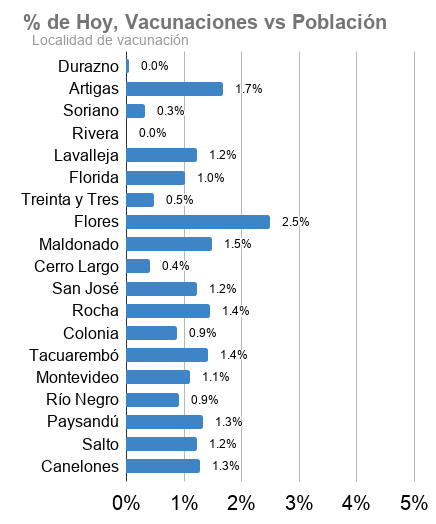 % de Hoy, Vacunaciones vs Población
Localidad de vacunación
Durazno 0.0%
Artigas 1.7%
Soriano 0.3%
Rivera 0.0%
Lavalleja 1.2%
Florida 1.0%
Treinta y Tres 0.5%
Flores 2.5%
Maldonado 1.5%
Cerro Largo 0.4%
San José 1.2%
Rocha 1.4%
Colonia 0.9%
Tacuarembó 1.4%
Montevideo 1.1%
Río Negro 0.9%
Paysandú 1.3%
Salto 1.2%
Canelones 1.3%
0% 1% 2% 3% 4% 5%